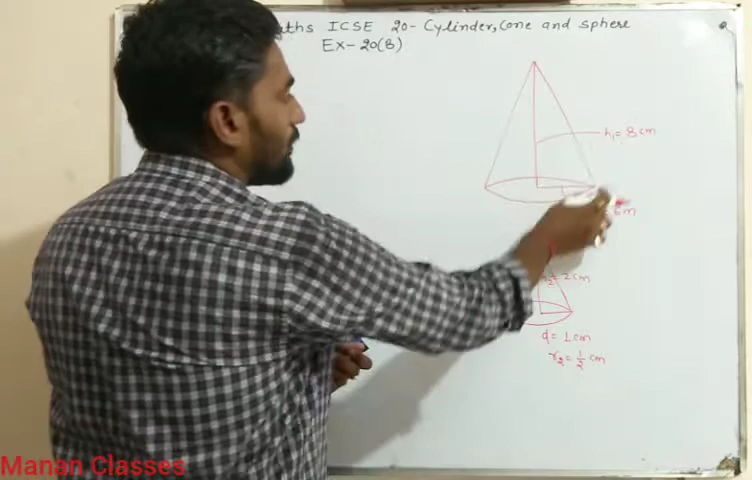 ths ICSE 20- Cylinder, Cone and sphere
Ex- 20(B)
h₁= 8 cm
cm
h₂= 2 cm
d= 1 cm
r₂= 1/2 cm
Manan Classes